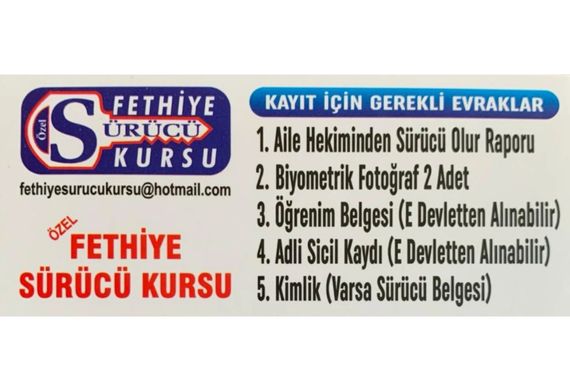 Özel
FETHİYE
SÜRÜCÜ
KURSU
fethiyesurucukursu@hotmail.com
ÖZEL
FETHİYE
SÜRÜCÜ KURSU
KAYIT İÇİN GEREKLİ EVRAKLAR
1. Aile Hekiminden Sürücü Olur Raporu
2. Biyometrik Fotoğraf 2 Adet
3. Öğrenim Belgesi (E Devletten Alınabilir)
4. Adli Sicil Kaydı (E Devletten Alınabilir)
5. Kimlik (Varsa Sürücü Belgesi)